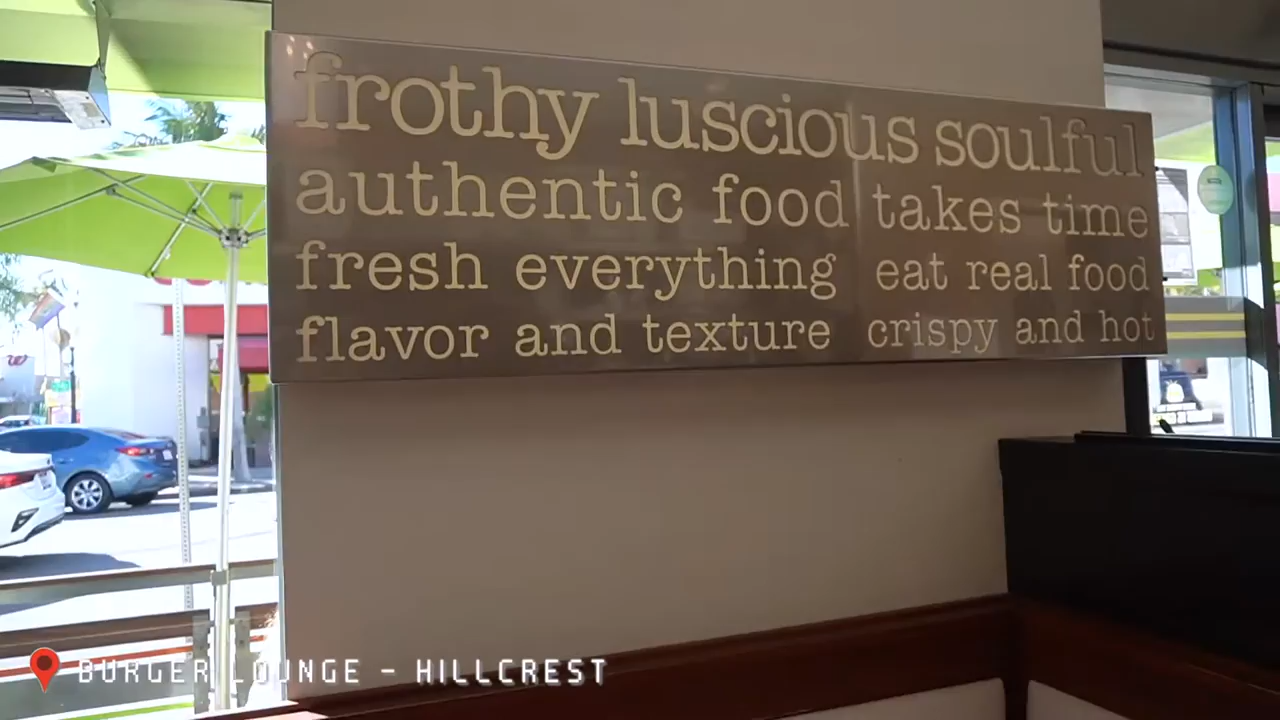 frothy luscious soulful
authentic food takes time
fresh everything eat real food
flavor and texture crispy and hot
BURGER LOUNGE - HILLCREST